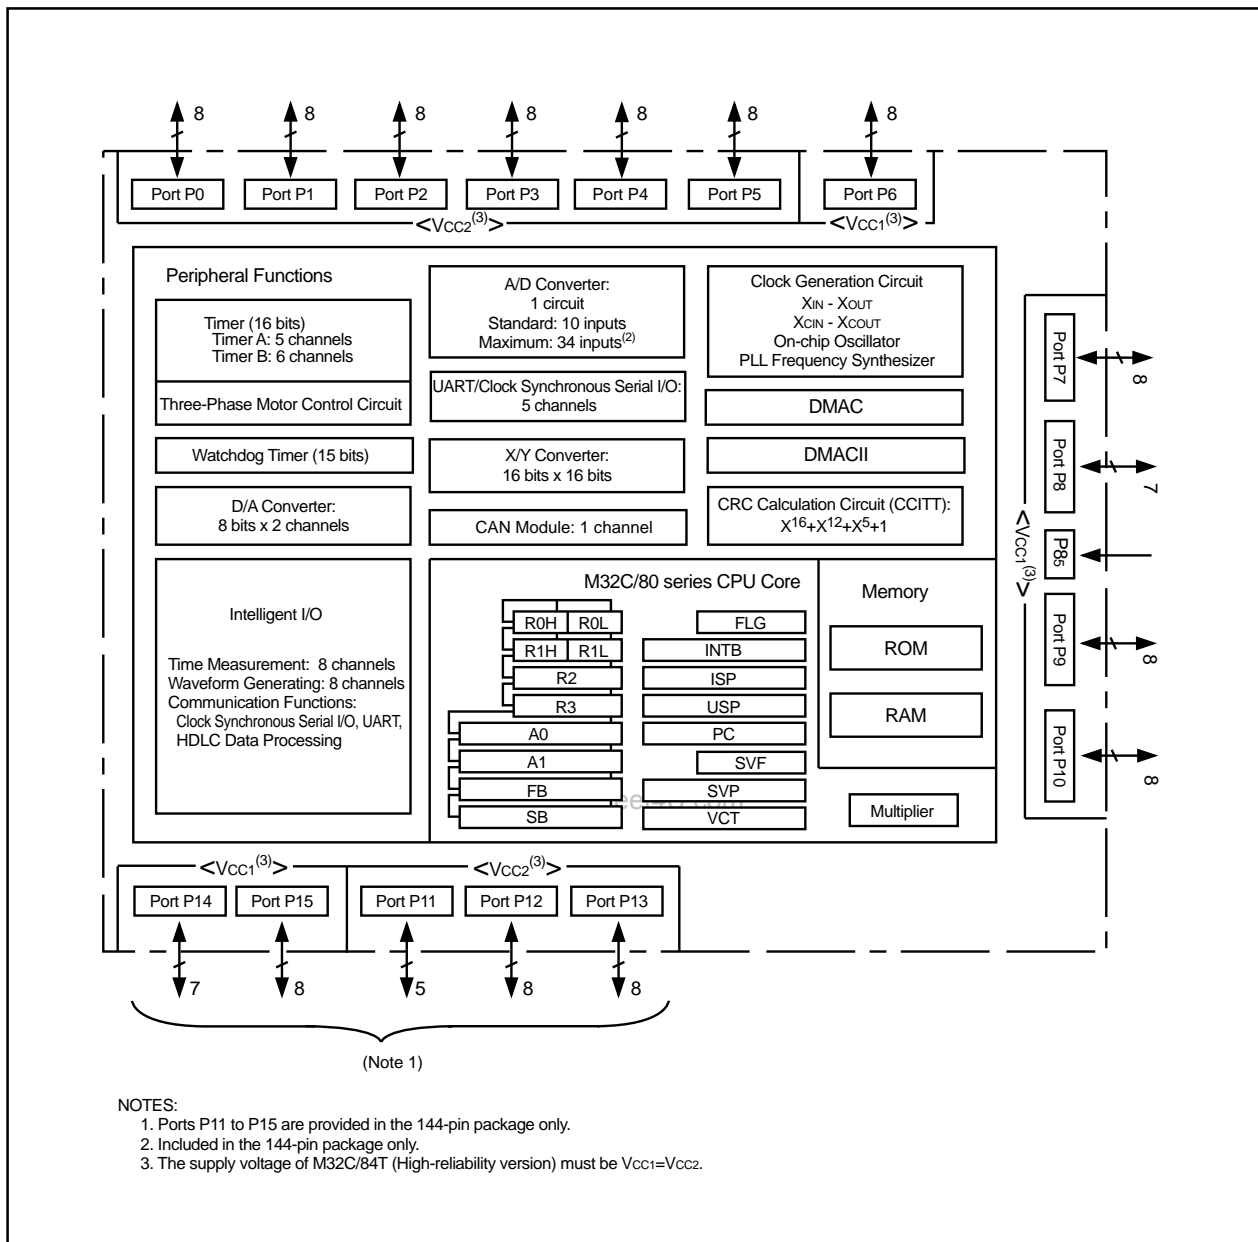 8 8 8 8 8 8 8
Port P0 Port P1 Port P2 Port P3 Port P4 Port P5 Port P6
<VCC2(3)> <VCC1(3)>
Peripheral Functions
Timer (16 bits)
Timer A: 5 channels
Timer B: 6 channels
Three-Phase Motor Control Circuit
Watchdog Timer (15 bits)
D/A Converter:
8 bits x 2 channels
Intelligent I/O
Time Measurement: 8 channels
Waveform Generating: 8 channels
Communication Functions:
Clock Synchronous Serial I/O, UART,
HDLC Data Processing
A/D Converter:
1 circuit
Standard: 10 inputs
Maximum: 34 inputs(2)
UART/Clock Synchronous Serial I/O:
5 channels
X/Y Converter:
16 bits x 16 bits
CAN Module: 1 channel
Clock Generation Circuit
XIN - XOUT
XCIN - XCOUT
On-chip Oscillator
PLL Frequency Synthesizer
DMAC
DMACII
CRC Calculation Circuit (CCITT):
X16+X12+X5+1
M32C/80 series CPU Core
R0H R0L
R1H R1L
R2
R3
A0
A1
FB
SB
FLG
INTB
ISP
USP
PC
SVF
SVP
VCT
Memory
ROM
RAM
Multiplier
<VCC1(3)>
Port P7 8
Port P8 7
P85
Port P9 8
Port P10 8
<VCC1(3)> <VCC2(3)>
Port P14 Port P15 Port P11 Port P12 Port P13
7 8 5 8 8
(Note 1)
NOTES:
1. Ports P11 to P15 are provided in the 144-pin package only.
2. Included in the 144-pin package only.
3. The supply voltage of M32C/84T (High-reliability version) must be VCC1=VCC2.